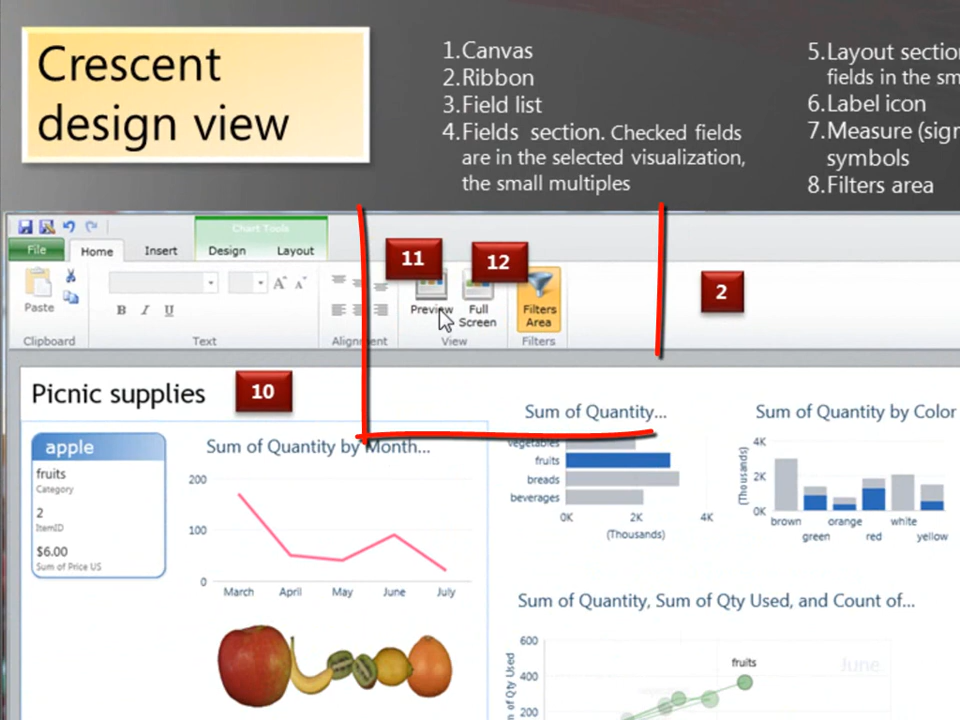 Crescent
design view
1.Canvas
2.Ribbon
3.Field list
4.Fields section. Checked fields
are in the selected visualization,
the small multiples
5.Layout section
fields in the sm
6.Label icon
7.Measure (sig
symbols
8.Filters area
Chart Tools
File Home Insert Design Layout
11
12
2
Paste
B I U
Preview
Full
Screen
Filters
Area
Clipboard Text Alignment View Filters
Picnic supplies
10
apple
fruits
Category
2
ItemID
$6.00
Sum of Price US
Sum of Quantity by Month...
200
100
0
March April May June July
Sum of Quantity...
vegetables
fruits
breads
beverages
0K 2K 4K
(Thousands)
Sum of Quantity by Color
(Thousands)
4K
2K
0K
brown orange white
green red yellow
Sum of Quantity, Sum of Qty Used, and Count of...
m of Qty Used
600
400
200
fruits
June